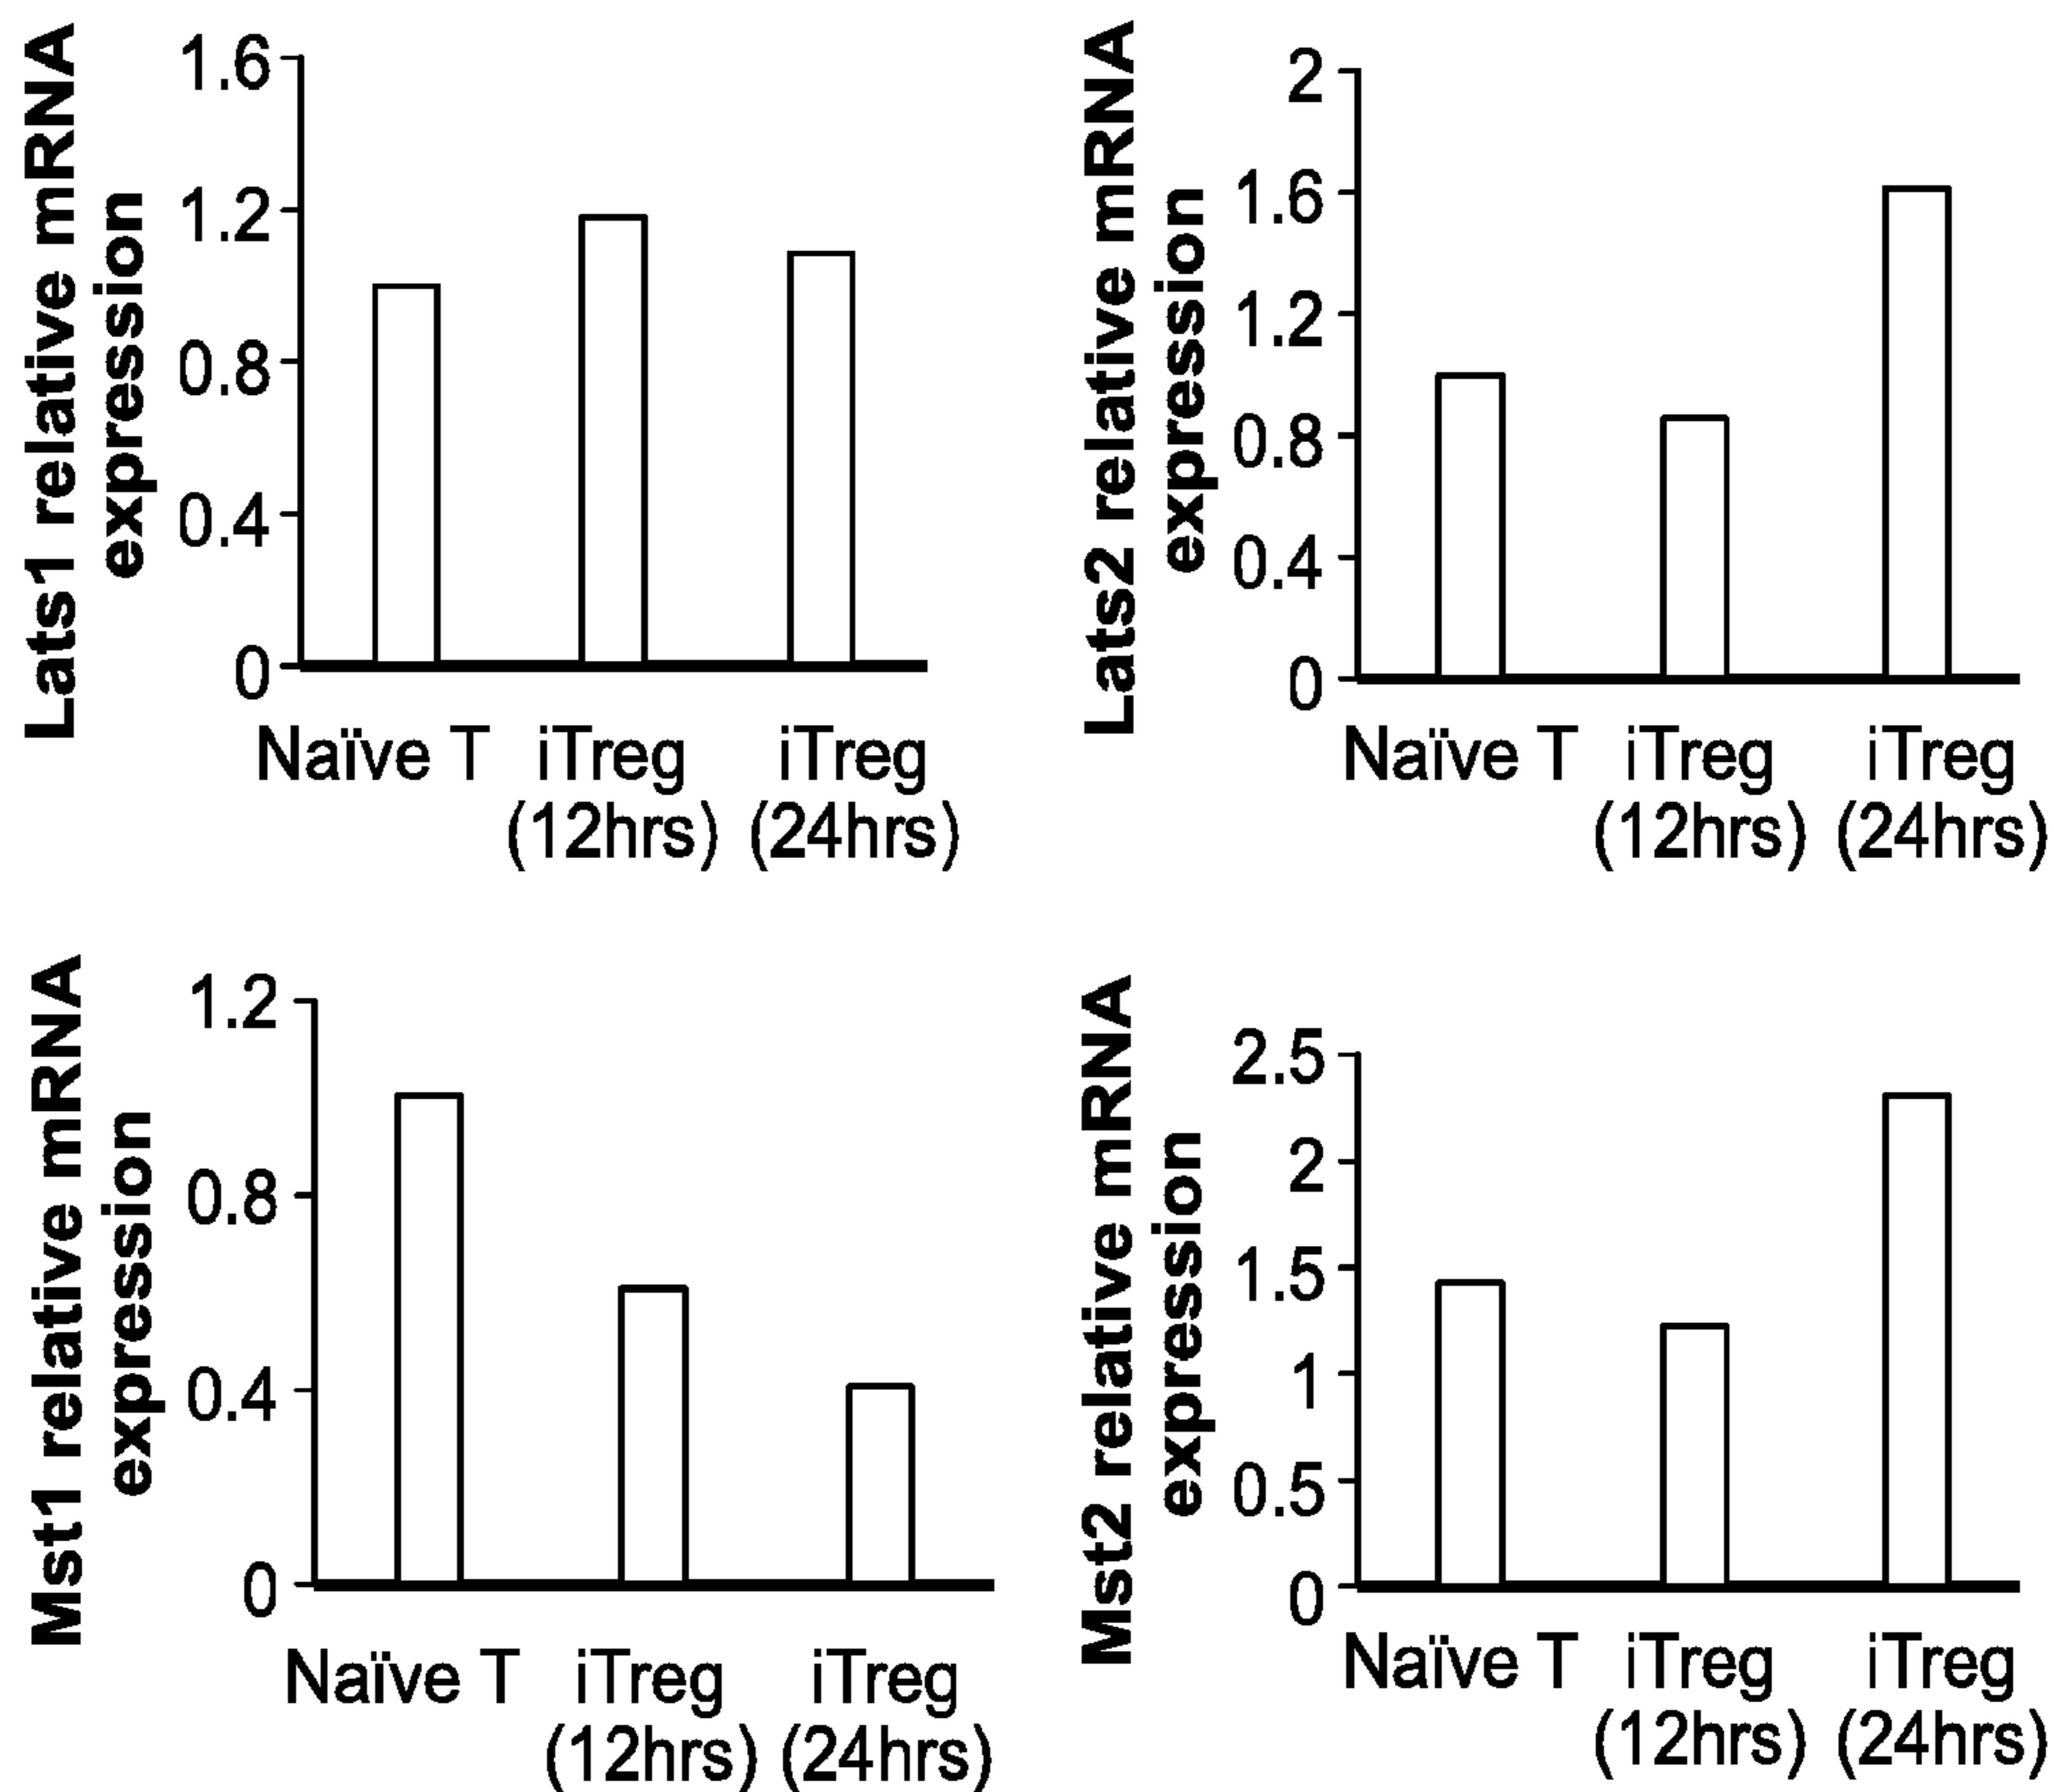 Lats1 relative mRNA
expression
1.6
1.2
0.8
0.4
0
Naïve T iTreg iTreg
(12hrs) (24hrs)
Lats2 relative mRNA
expression
2
1.6
1.2
0.8
0.4
0
Naïve T iTreg iTreg
(12hrs) (24hrs)
Mst1 relative mRNA
expression
1.2
0.8
0.4
0
Naïve T iTreg iTreg
(12hrs) (24hrs)
Mst2 relative mRNA
expression
2.5
2
1.5
1
0.5
0
Naïve T iTreg iTreg
(12hrs) (24hrs)